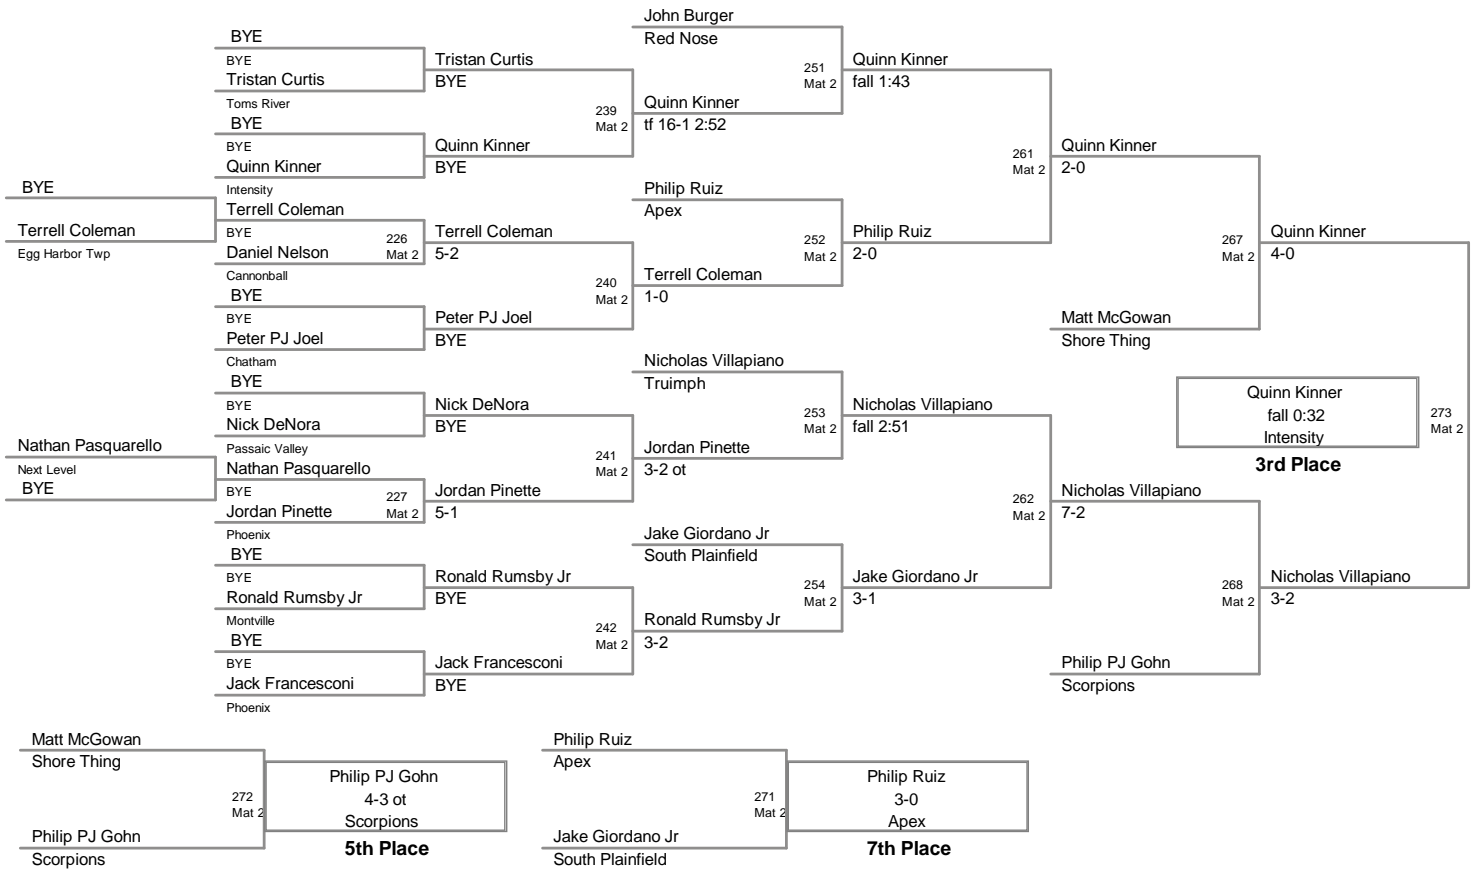 BYE
BYE
Tristan Curtis
Toms River
BYE
BYE
Quinn Kinner
Intensity
BYE
Terrell Coleman
Egg Harbor Twp
Terrell Coleman
BYE
Daniel Nelson
Cannonball
226
Mat 2
BYE
BYE
Peter PJ Joel
Chatham
BYE
BYE
Nick DeNora
Passaic Valley
Nathan Pasquarello
Next Level
BYE
Nathan Pasquarello
BYE
Jordan Pinette
Phoenix
227
Mat 2
BYE
BYE
Ronald Rumsby Jr
Montville
BYE
BYE
Jack Francesconi
Phoenix
Tristan Curtis
BYE
239
Mat 2
Quinn Kinner
BYE
Terrell Coleman
5-2
240
Mat 2
Peter PJ Joel
BYE
Nick DeNora
BYE
241
Mat 2
Jordan Pinette
5-1
Ronald Rumsby Jr
BYE
242
Mat 2
Jack Francesconi
BYE
John Burger
Red Nose
251
Mat 2
Quinn Kinner
tf 16-1 2:52
Philip Ruiz
Apex
252
Mat 2
Terrell Coleman
1-0
Nicholas Villapiano
Truimph
253
Mat 2
Jordan Pinette
3-2 ot
Jake Giordano Jr
South Plainfield
254
Mat 2
Ronald Rumsby Jr
3-2
Quinn Kinner
fall 1:43
261
Mat 2
Philip Ruiz
2-0
Nicholas Villapiano
fall 2:51
262
Mat 2
Jake Giordano Jr
3-1
Quinn Kinner
2-0
267
Mat 2
Matt McGowan
Shore Thing
Nicholas Villapiano
7-2
268
Mat 2
Philip PJ Gohn
Scorpions
Quinn Kinner
4-0
273
Mat 2
Nicholas Villapiano
3-2
Quinn Kinner
fall 0:32
Intensity
3rd Place
Matt McGowan
Shore Thing
272
Mat 2
Philip PJ Gohn
Scorpions
Philip PJ Gohn
4-3 ot
Scorpions
5th Place
Philip Ruiz
Apex
271
Mat 2
Jake Giordano Jr
South Plainfield
Philip Ruiz
3-0
Apex
7th Place